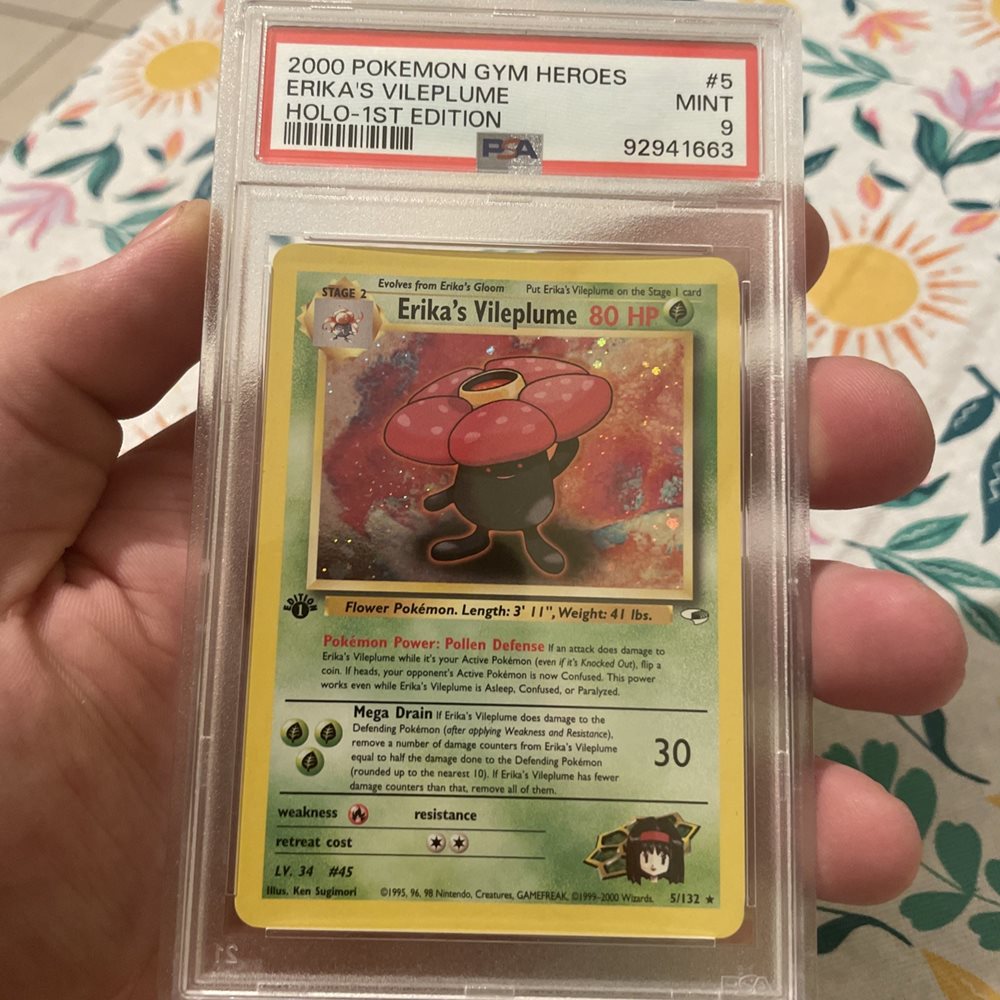 2000 POKEMON GYM HEROES #5
ERIKA'S VILEPLUME MINT
HOLO-1ST EDITION 9
PSA 92941663
Evolves from Erika's Gloom Put Erika's Vileplume on the Stage 1 card
STAGE 2
Erika's Vileplume 80 HP
EDITION 1
Flower Pokémon. Length: 3' 11", Weight: 41 lbs.
Pokémon Power: Pollen Defense If an attack does damage to
Erika's Vileplume while it's your Active Pokémon (even if it's Knocked Out), flip a
coin. If heads, your opponent's Active Pokémon is now Confused. This power
works even while Erika's Vileplume is Asleep, Confused, or Paralyzed.
Mega Drain If Erika's Vileplume does damage to the
Defending Pokémon (after applying Weakness and Resistance),
remove a number of damage counters from Erika's Vileplume
equal to half the damage done to the Defending Pokémon
(rounded up to the nearest 10). If Erika's Vileplume has fewer
damage counters than that, remove all of them.
30
weakness resistance
retreat cost
LV. 34 #45
Illus. Ken Sugimori ©1995, 96, 98 Nintendo, Creatures, GAMEFREAK. ©1999-2000 Wizards. 5/132 ★
21
PSA